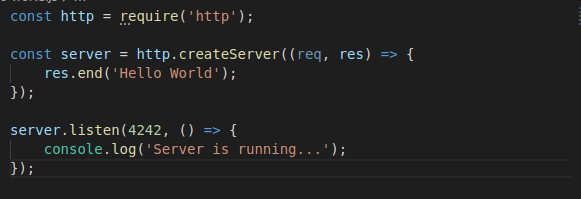 const http = require('http');
const server = http.createServer((req, res) => {
    res.end('Hello World');
});
server.listen(4242, () => {
    console.log('Server is running...');
});